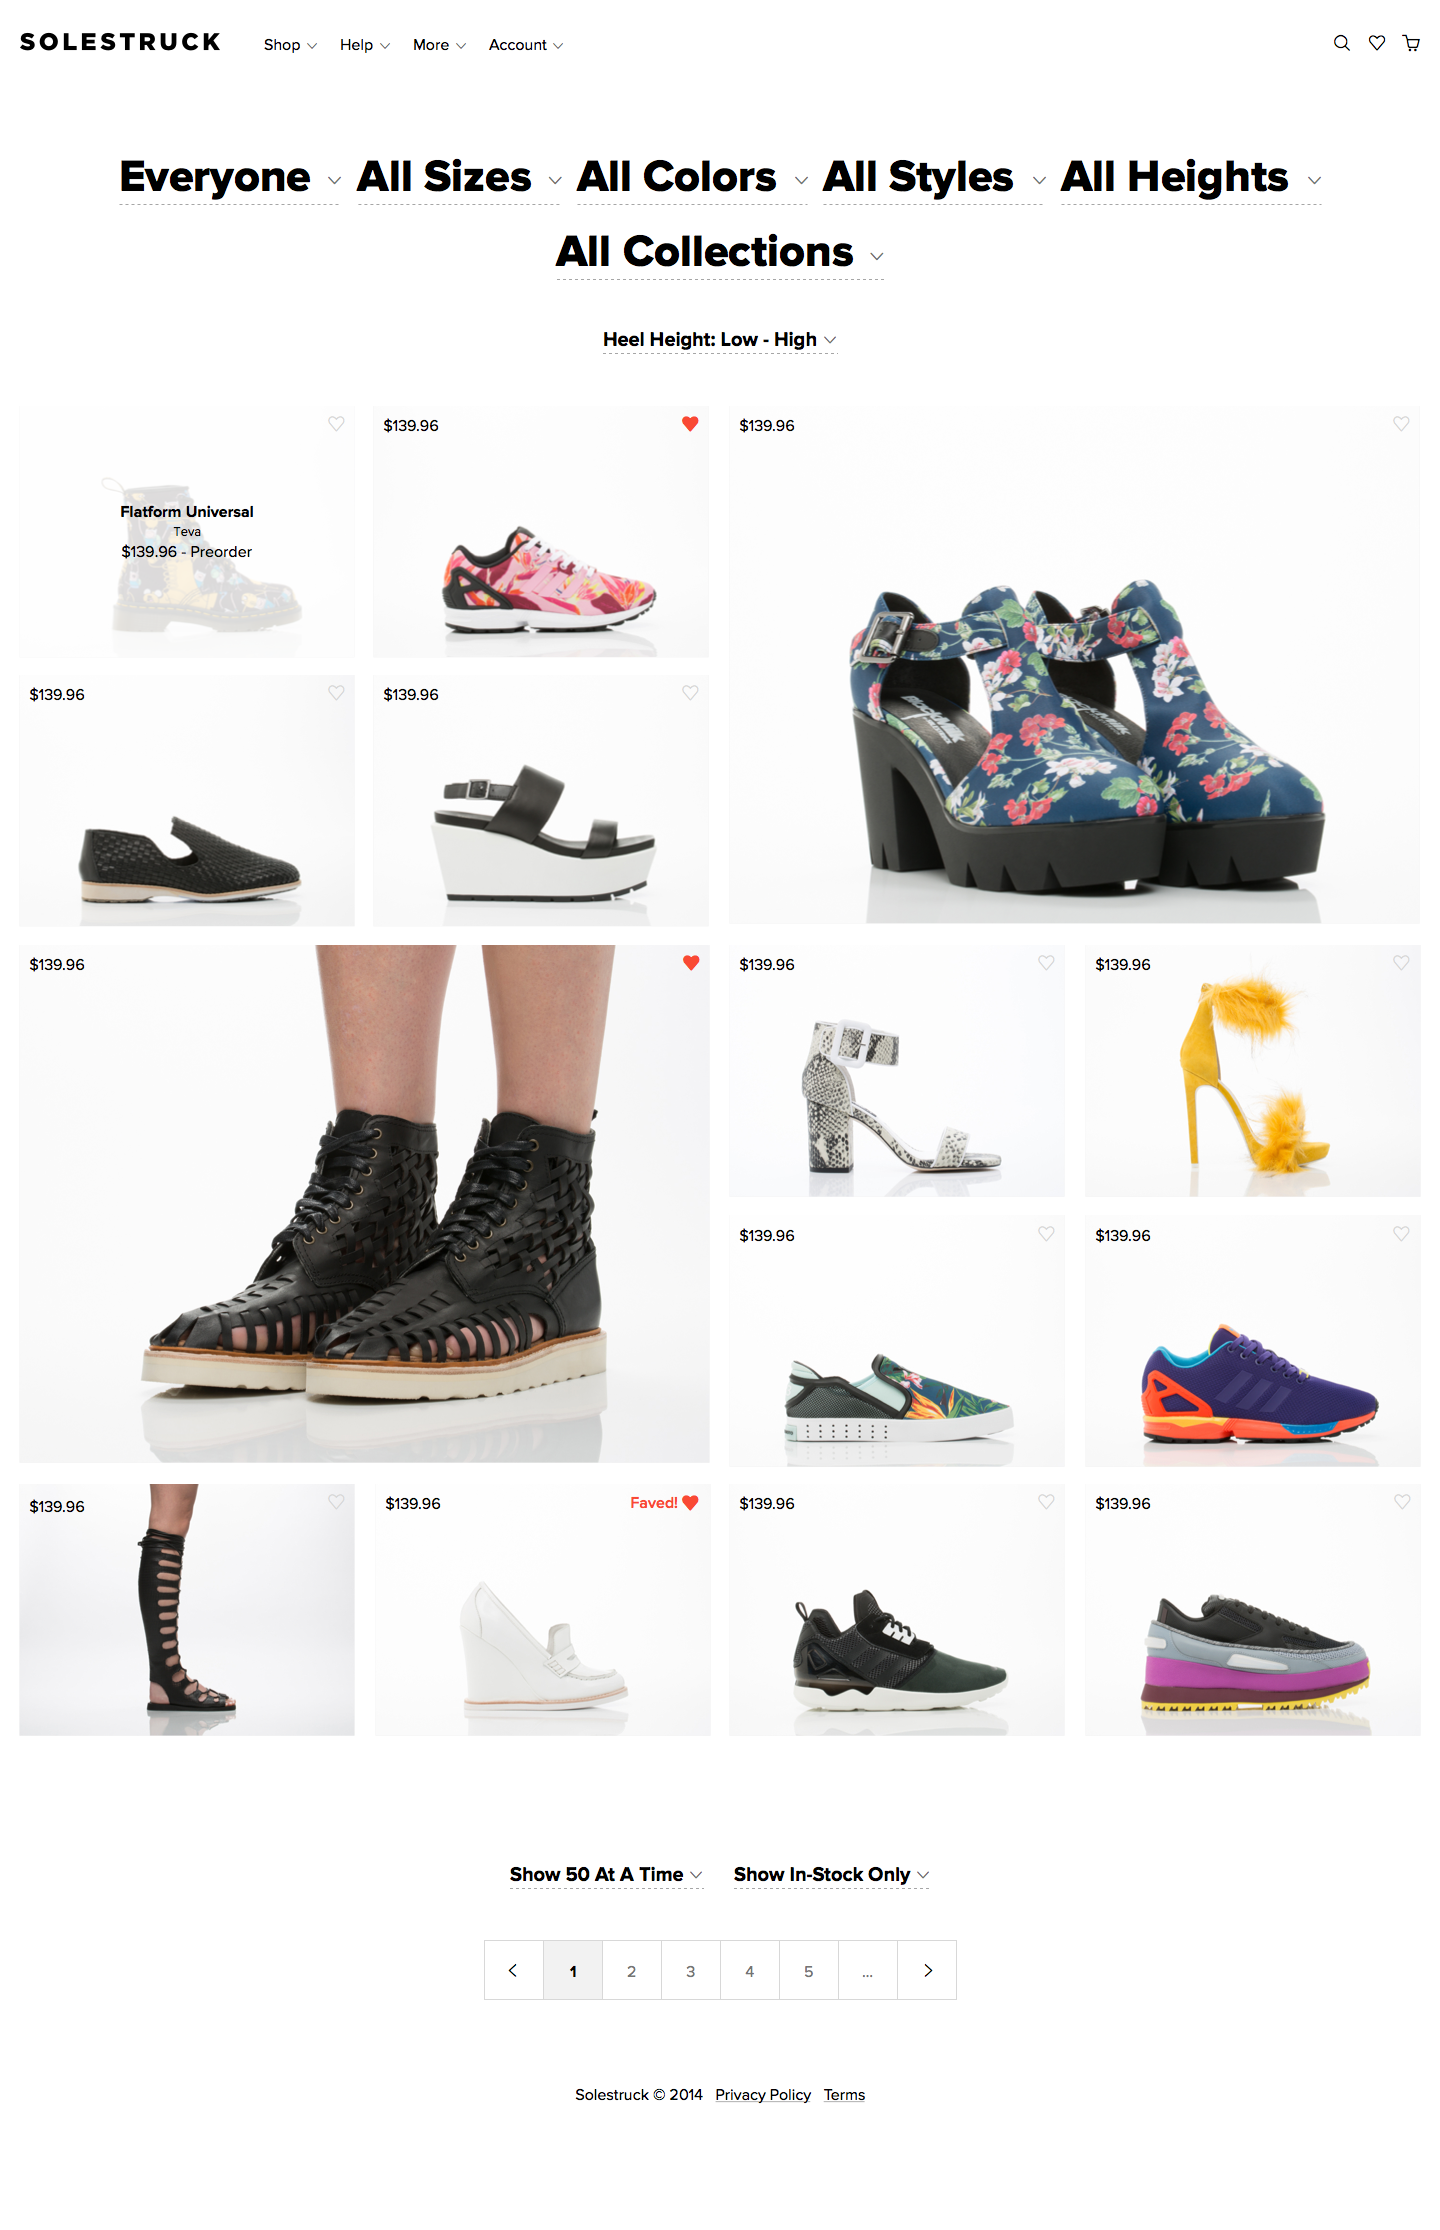 SOLESTRUCK
Shop
Help
More
Account
Everyone
All Sizes
All Colors
All Styles
All Heights
All Collections
Heel Height: Low - High
Flatform Universal
Teva
$139.96 - Preorder
$139.96
$139.96
$139.96
$139.96
$139.96
$139.96
$139.96
$139.96
$139.96
$139.96
$139.96
Faved!
$139.96
$139.96
Show 50 At A Time
Show In-Stock Only
1
2
3
4
5
...
Solestruck © 2014 Privacy Policy Terms